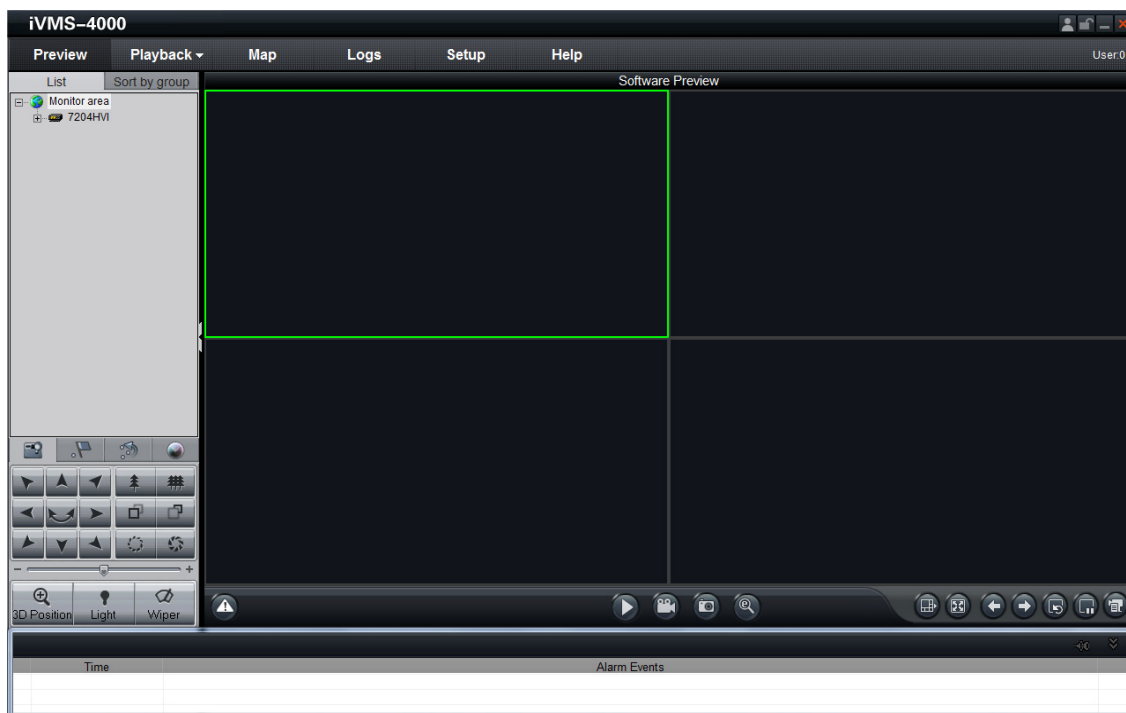 iVMS-4000
Preview Playback Map Logs Setup Help User:0
List Sort by group Software Preview
Monitor area
7204HVI
3D Position Light Wiper
Time Alarm Events